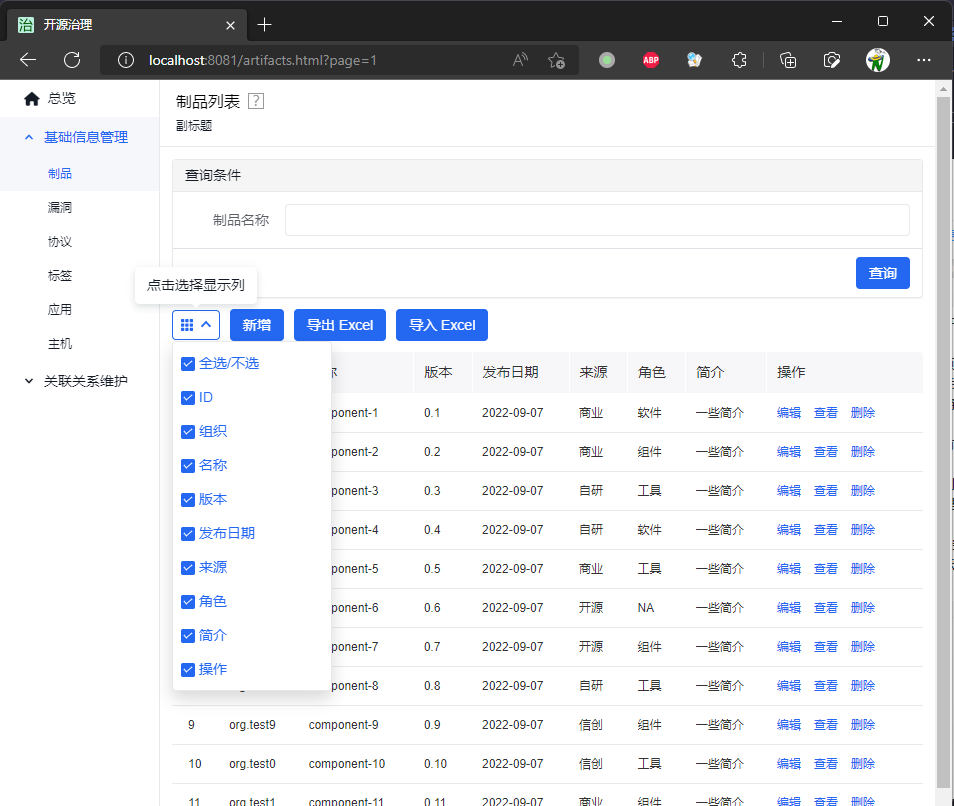 治 开源治理
localhost:8081/artifacts.html?page=1
ABP
总览
基础信息管理
制品
漏洞
协议
标签
应用
主机
关联关系维护
制品列表 ?
副标题
查询条件
制品名称
查询
点击选择显示列
新增 导出 Excel 导入 Excel
全选/不选
ID
组织
名称
版本
发布日期
来源
角色
简介
操作
版本 发布日期 来源 角色 简介 操作
ponent-1 0.1 2022-09-07 商业 软件 一些简介 编辑 查看 删除
ponent-2 0.2 2022-09-07 商业 组件 一些简介 编辑 查看 删除
ponent-3 0.3 2022-09-07 自研 工具 一些简介 编辑 查看 删除
ponent-4 0.4 2022-09-07 自研 软件 一些简介 编辑 查看 删除
ponent-5 0.5 2022-09-07 商业 工具 一些简介 编辑 查看 删除
ponent-6 0.6 2022-09-07 开源 NA 一些简介 编辑 查看 删除
ponent-7 0.7 2022-09-07 开源 组件 一些简介 编辑 查看 删除
ponent-8 0.8 2022-09-07 自研 工具 一些简介 编辑 查看 删除
9 org.test9 component-9 0.9 2022-09-07 信创 组件 一些简介 编辑 查看 删除
10 org.test0 component-10 0.10 2022-09-07 信创 工具 一些简介 编辑 查看 删除
11 org.test1 component-11 0.11 2022-09-07 商业 组件 一些简介 编辑 查看 删除